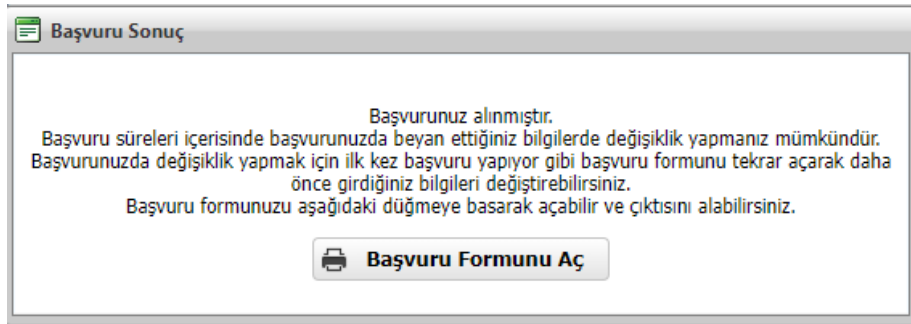 Başvuru Sonuç
Başvurunuz alınmıştır.
Başvuru süreleri içerisinde başvurunuzda beyan ettiğiniz bilgilerde değişiklik yapmanız mümkündür.
Başvurunuzda değişiklik yapmak için ilk kez başvuru yapıyor gibi başvuru formunu tekrar açarak daha
önce girdiğiniz bilgileri değiştirebilirsiniz.
Başvuru formunuzu aşağıdaki düğmeye basarak açabilir ve çıktısını alabilirsiniz.
Başvuru Formunu Aç